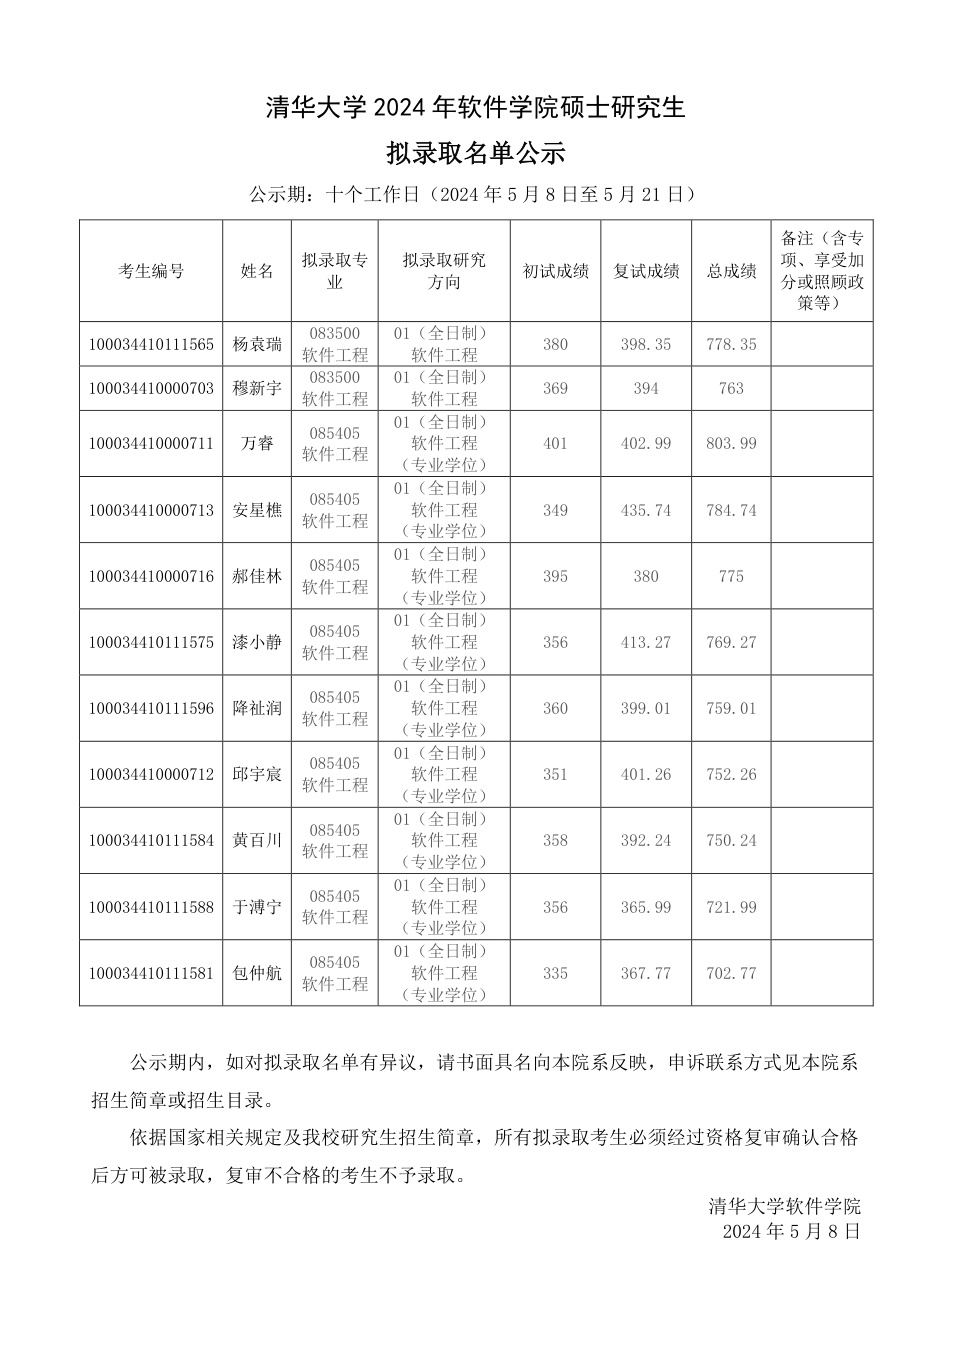 清华大学 2024 年软件学院硕士研究生
拟录取名单公示
公示期：十个工作日（2024 年 5 月 8 日至 5 月 21 日）
考生编号 姓名 拟录取专业 拟录取研究方向 初试成绩 复试成绩 总成绩 备注（含专项、享受加分或照顾政策等）
100034410111565 杨袁瑞 083500 软件工程 01（全日制）软件工程 380 398.35 778.35
100034410000703 穆新宇 083500 软件工程 01（全日制）软件工程 369 394 763
100034410000711 万睿 085405 软件工程 01（全日制）软件工程（专业学位） 401 402.99 803.99
100034410000713 安星樵 085405 软件工程 01（全日制）软件工程（专业学位） 349 435.74 784.74
100034410000716 郝佳林 085405 软件工程 01（全日制）软件工程（专业学位） 395 380 775
100034410111575 漆小静 085405 软件工程 01（全日制）软件工程（专业学位） 356 413.27 769.27
100034410111596 降祉润 085405 软件工程 01（全日制）软件工程（专业学位） 360 399.01 759.01
100034410000712 邱宇宸 085405 软件工程 01（全日制）软件工程（专业学位） 351 401.26 752.26
100034410111584 黄百川 085405 软件工程 01（全日制）软件工程（专业学位） 358 392.24 750.24
100034410111588 于溥宁 085405 软件工程 01（全日制）软件工程（专业学位） 356 365.99 721.99
100034410111581 包仲航 085405 软件工程 01（全日制）软件工程（专业学位） 335 367.77 702.77
公示期内，如对拟录取名单有异议，请书面具名向本院系反映，申诉联系方式见本院系
招生简章或招生目录。
依据国家相关规定及我校研究生招生简章，所有拟录取考生必须经过资格复审确认合格
后方可被录取，复审不合格的考生不予录取。
清华大学软件学院
2024 年 5 月 8 日